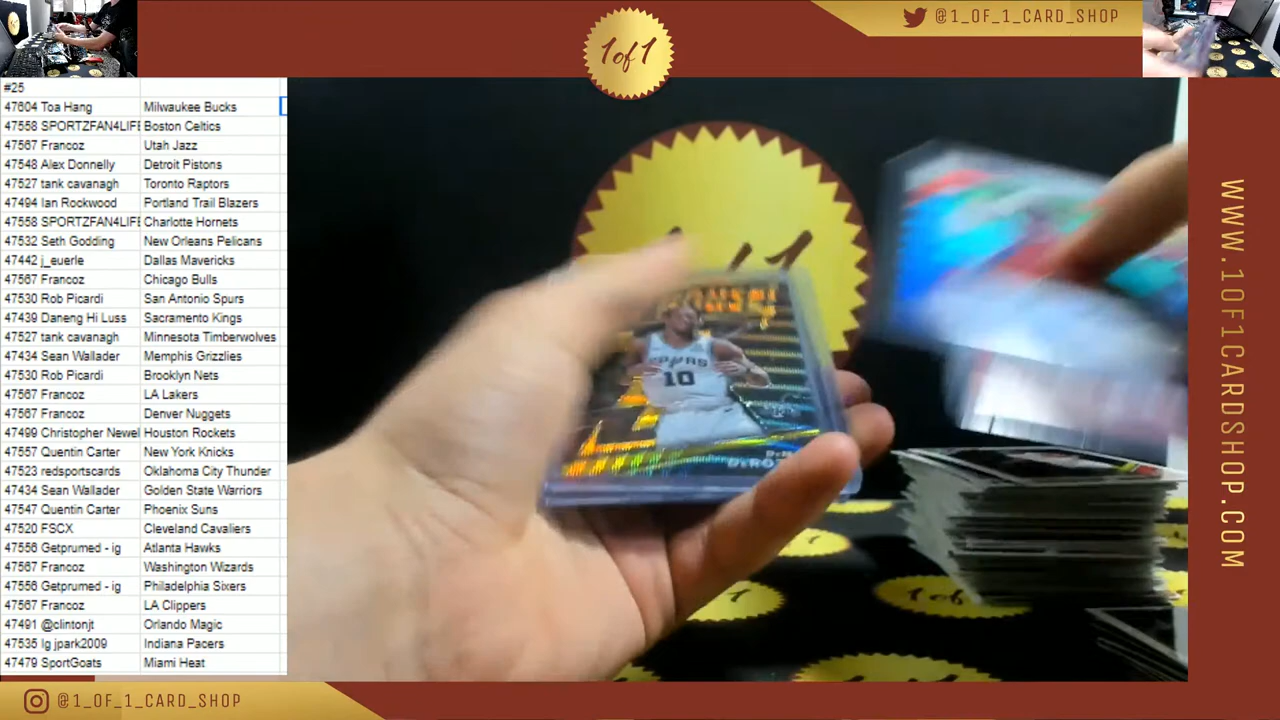 @1_OF_1_CARD_SHOP
1of1
#25
47604 Toa Hang Milwaukee Bucks
47558 SPORTZFAN4LIFE Boston Celtics
47567 Francoz Utah Jazz
47548 Alex Donnelly Detroit Pistons
47527 tank cavanagh Toronto Raptors
47494 Ian Rockwood Portland Trail Blazers
47558 SPORTZFAN4LIFE Charlotte Hornets
47532 Seth Godding New Orleans Pelicans
47442 j_euerle Dallas Mavericks
47567 Francoz Chicago Bulls
47530 Rob Picardi San Antonio Spurs
47439 Daneng Hi Luss Sacramento Kings
47527 tank cavanagh Minnesota Timberwolves
47434 Sean Wallader Memphis Grizzlies
47530 Rob Picardi Brooklyn Nets
47567 Francoz LA Lakers
47567 Francoz Denver Nuggets
47499 Christopher Newel Houston Rockets
47557 Quentin Carter New York Knicks
47523 redsportscards Oklahoma City Thunder
47434 Sean Wallader Golden State Warriors
47547 Quentin Carter Phoenix Suns
47520 FSCX Cleveland Cavaliers
47556 Getprumed - ig Atlanta Hawks
47567 Francoz Washington Wizards
47556 Getprumed - ig Philadelphia Sixers
47567 Francoz LA Clippers
47491 @clintonjt Orlando Magic
47535 Ig jpark2009 Indiana Pacers
47479 SportGoats Miami Heat
SPURS
10
WWW.1OF1CARDSHOP.COM
@1_OF_1_CARD_SHOP